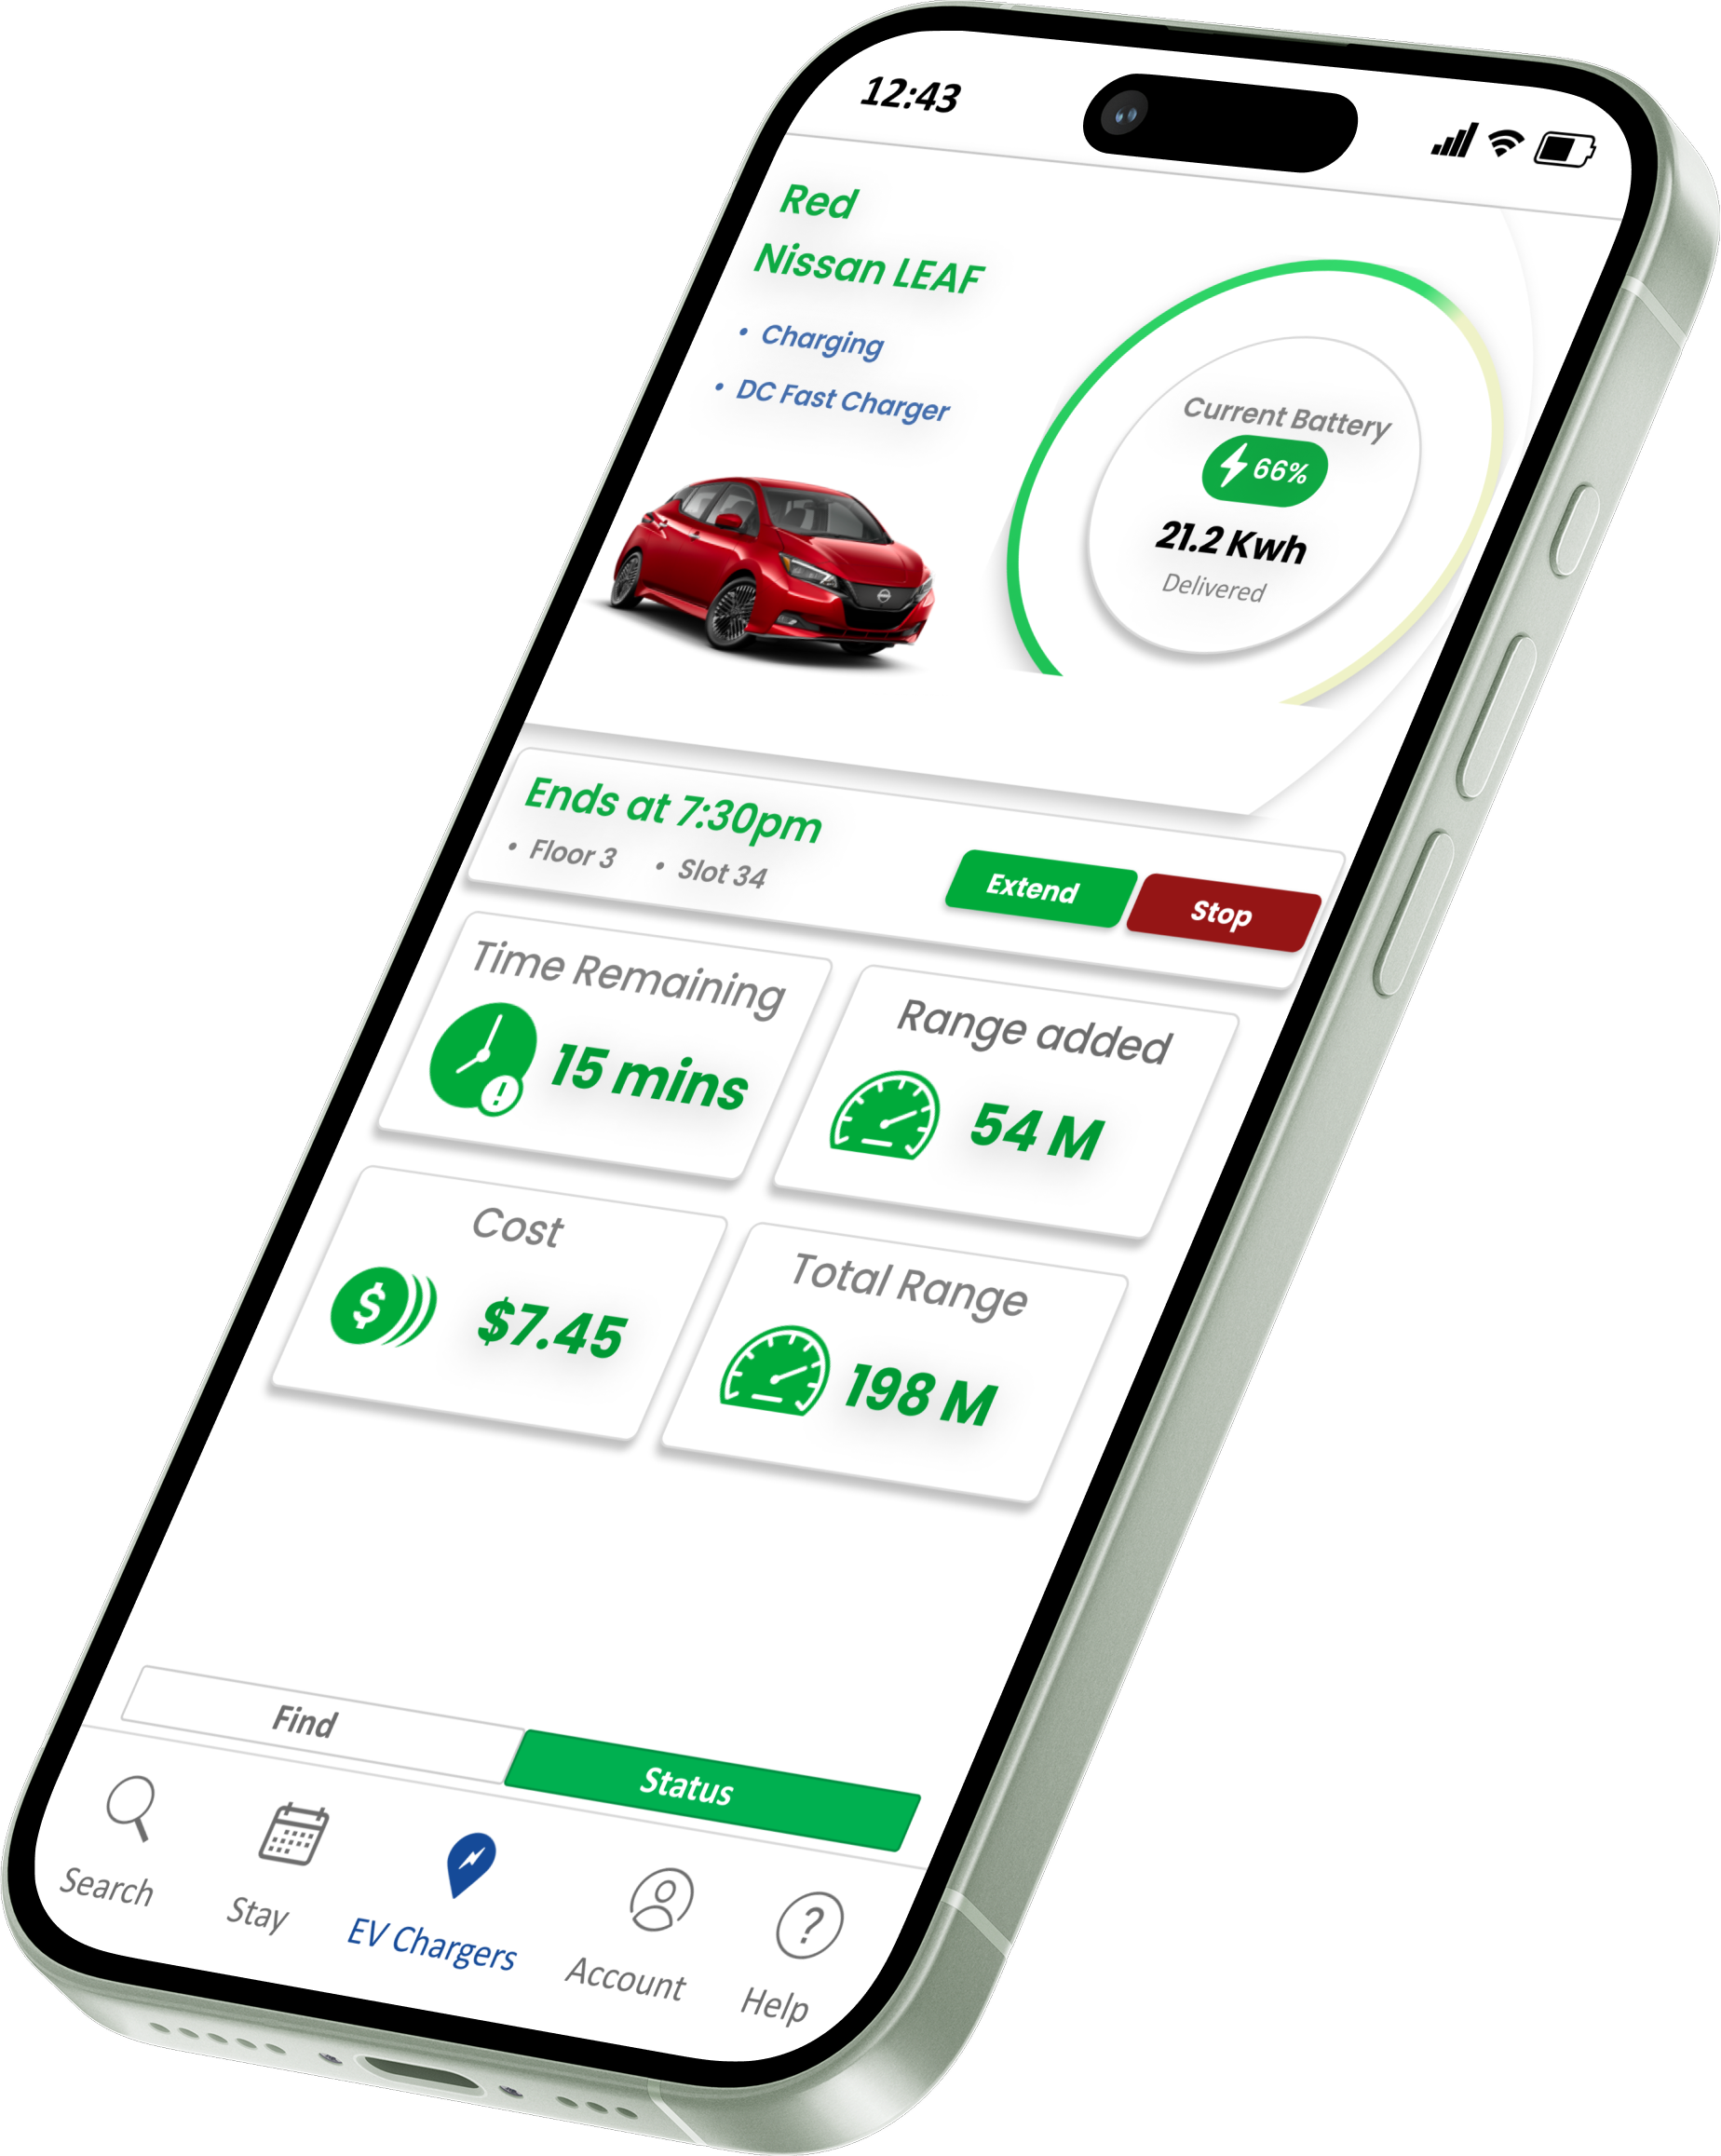 12:43
Red
Nissan LEAF
• Charging
• DC Fast Charger
Current Battery
66%
21.2 Kwh
Delivered
Ends at 7:30pm
• Floor 3 • Slot 34
Extend
Stop
Time Remaining
15 mins
Range added
54 M
Cost
$
$7.45
Total Range
198 M
Find
Status
Search
Stay
EV Chargers
Account
?
Help